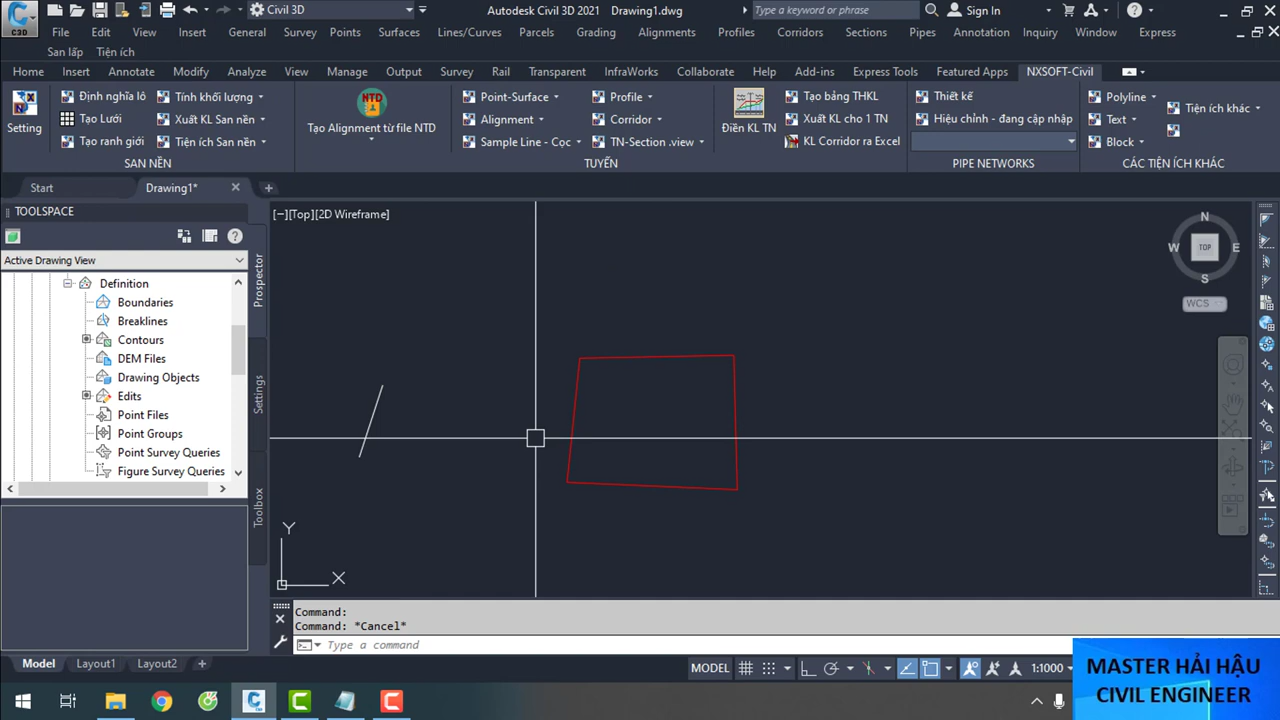 Civil 3D
Autodesk Civil 3D 2021 Drawing1.dwg
Type a keyword or phrase
Sign In
C3D
File Edit View Insert General Survey Points Surfaces Lines/Curves Parcels Grading Alignments Profiles Corridors Sections Pipes Annotation Inquiry Window Express
San lấp Tiện ích
Home Insert Annotate Modify Analyze View Manage Output Survey Rail Transparent InfraWorks Collaborate Help Add-ins Express Tools Featured Apps NXSOFT-Civil
Setting
Định nghĩa lô
Tạo Lưới
Tạo ranh giới
Tính khối lượng
Xuất KL San nền
Tiện ích San nền
SAN NỀN
NTD
Tạo Alignment từ file NTD
Point-Surface
Alignment
Sample Line - Cọc
Profile
Corridor
TN-Section .view
TUYẾN
Điền KL TN
Tạo bảng THKL
Xuất KL cho 1 TN
KL Corridor ra Excel
Thiết kế
Hiệu chỉnh - đang cập nhập
PIPE NETWORKS
Polyline
Text
Block
Tiện ích khác
CÁC TIỆN ÍCH KHÁC
Start Drawing1*
TOOLSPACE
Active Drawing View
Definition
Boundaries
Breaklines
Contours
DEM Files
Drawing Objects
Edits
Point Files
Point Groups
Point Survey Queries
Figure Survey Queries
Prospector
Settings
Toolbox
[−][Top][2D Wireframe]
N
W TOP E
S
WCS
Y
X
Command:
Command: *Cancel*
Type a command
Model Layout1 Layout2
MODEL
1:1000
MASTER HẢI HẬU
CIVIL ENGINEER